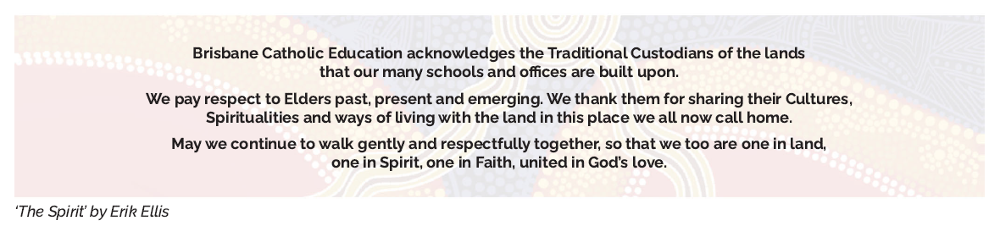 Brisbane Catholic Education acknowledges the Traditional Custodians of the lands
that our many schools and offices are built upon.
We pay respect to Elders past, present and emerging. We thank them for sharing their Cultures,
Spiritualities and ways of living with the land in this place we all now call home.
May we continue to walk gently and respectfully together, so that we too are one in land,
one in Spirit, one in Faith, united in God’s love.
‘The Spirit’ by Erik Ellis